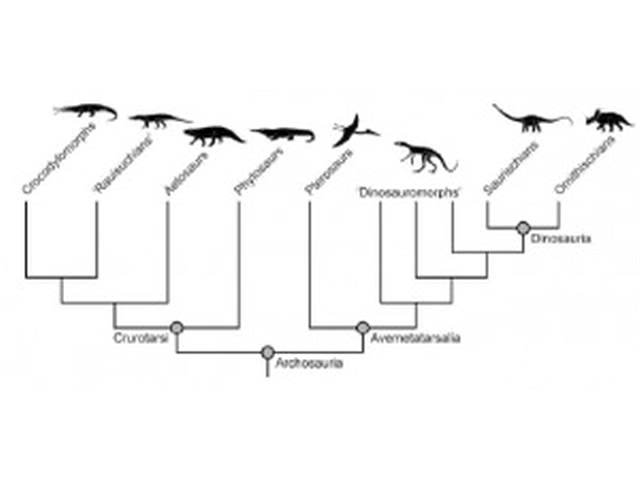 Crocodylomorphs
'Rauisuchians'
Aetosaurs
Phytosaurs
Pterosaurs
'Dinosauromorphs'
Saurischians
Ornithischians
Dinosauria
Crurotarsi
Avemetatarsalia
Archosauria